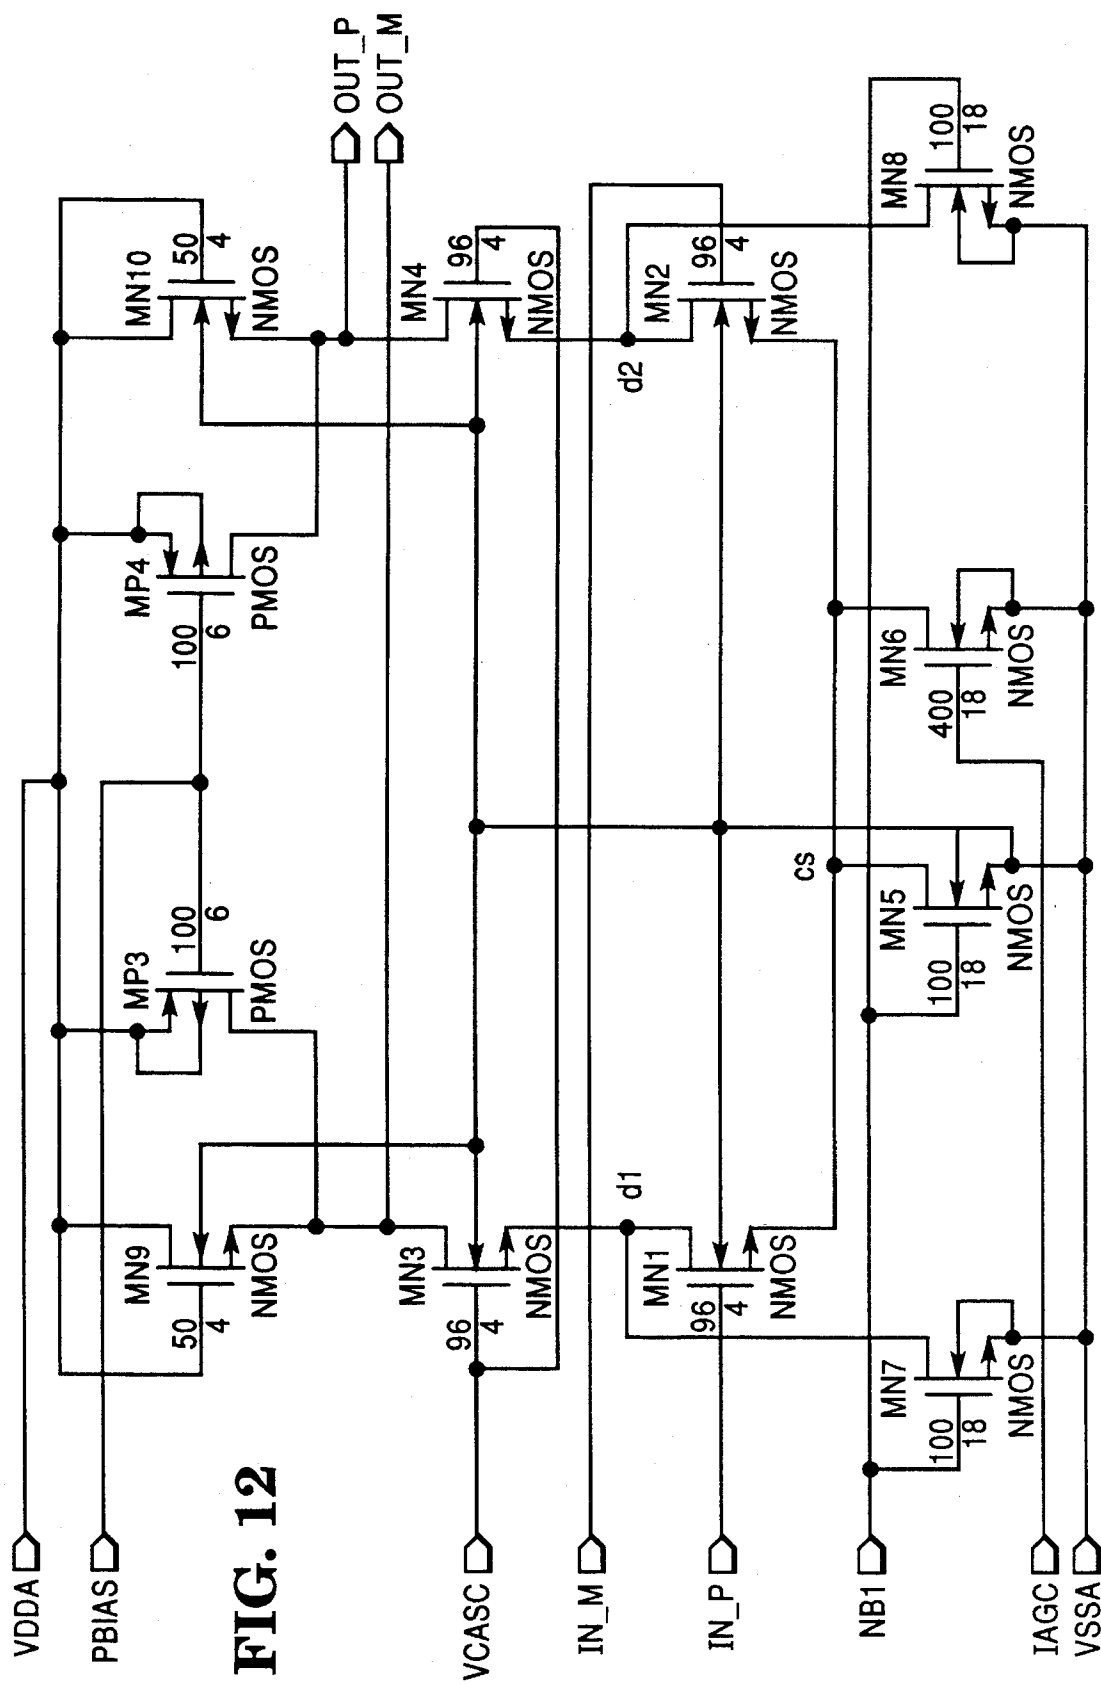 FIG. 12
VDDA
PBIAS
VCASC
IN_M
IN_P
NB1
IAGC
VSSA
OUT_P
OUT_M
MN9
50
4
NMOS
MP3
100
6
PMOS
MP4
100
6
PMOS
MN10
50
4
NMOS
MN3
96
4
NMOS
MN4
96
4
NMOS
d1
d2
MN1
96
4
NMOS
MN2
96
4
NMOS
cs
MN7
100
18
NMOS
MN5
100
18
NMOS
MN6
400
18
NMOS
MN8
100
18
NMOS